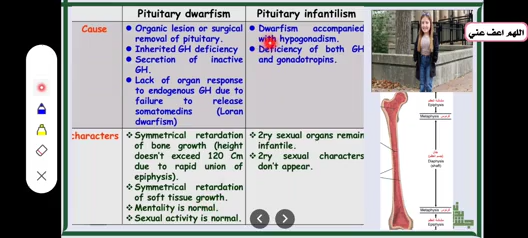 Pituitary dwarfism
Pituitary infantilism
اللهم اعف عني
Cause
Organic lesion or surgical
removal of pituitary.
Inherited GH deficiency
Secretion of inactive
GH.
Lack of organ response
to endogenous GH due to
failure to release
somatomedins (Loran
dwarfism)
Dwarfism accompanied
with hypogonadism.
Deficiency of both GH
and gonadotropins.
characters
Symmetrical retardation
of bone growth (height
doesn't exceed 120 Cm
due to rapid union of
epiphysis).
Symmetrical retardation
of soft tissue growth.
Mentality is normal.
Sexual activity is normal.
2ry sexual organs remain
infantile.
2ry sexual characters
don't appear.
Epiphysis
Metaphysis
Diaphysis
(shaft)
Metaphysis
Epiphysis